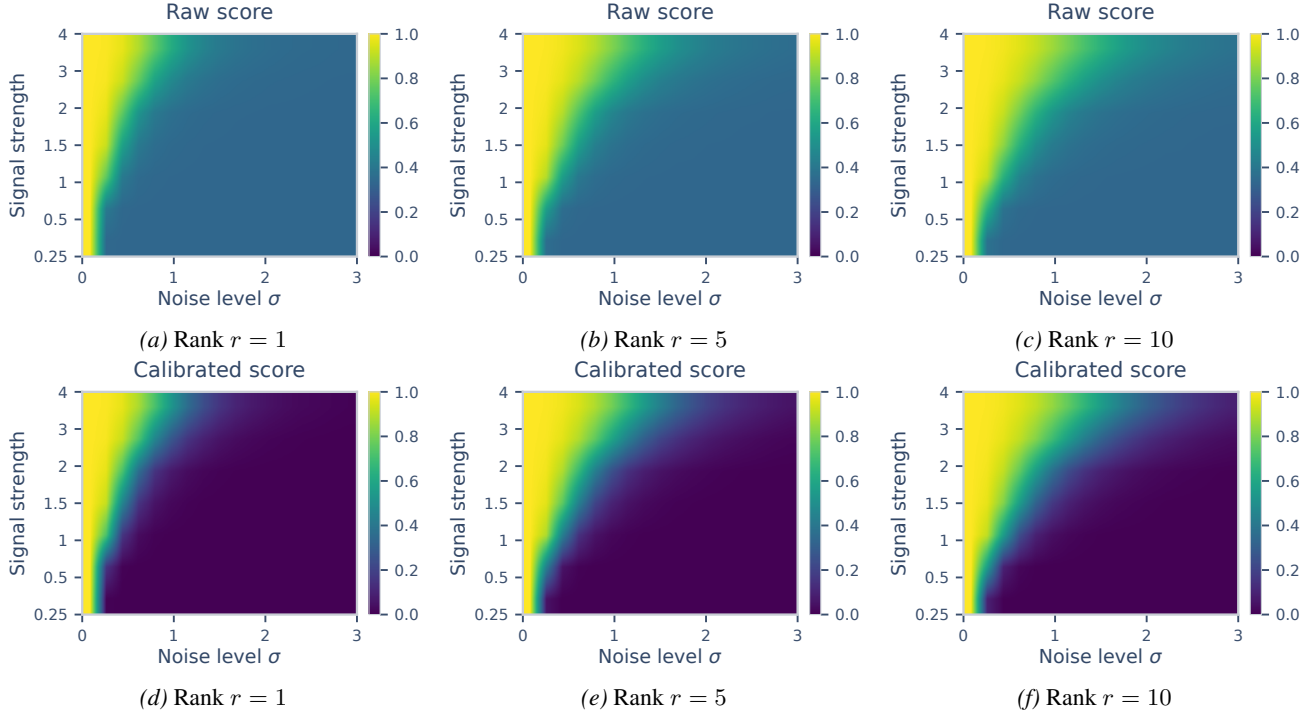 Raw score Raw score Raw score
4 1.0 4 1.0 4 1.0
3 0.8 3 0.8 3 0.8
2 0.6 2 0.6 2 0.6
1.5 0.4 1.5 0.4 1.5 0.4
1 1 1
0.5 0.2 0.5 0.2 0.5 0.2
0.25 0.0 0.25 0.0 0.25 0.0
Signal strength Signal strength Signal strength
0 1 2 3 0 1 2 3 0 1 2 3
Noise level σ Noise level σ Noise level σ
(a) Rank r = 1 (b) Rank r = 5 (c) Rank r = 10
Calibrated score Calibrated score Calibrated score
4 1.0 4 1.0 4 1.0
3 0.8 3 0.8 3 0.8
2 0.6 2 0.6 2 0.6
1.5 0.4 1.5 0.4 1.5 0.4
1 1 1
0.5 0.2 0.5 0.2 0.5 0.2
0.25 0.0 0.25 0.0 0.25 0.0
Signal strength Signal strength Signal strength
0 1 2 3 0 1 2 3 0 1 2 3
Noise level σ Noise level σ Noise level σ
(d) Rank r = 1 (e) Rank r = 5 (f) Rank r = 10